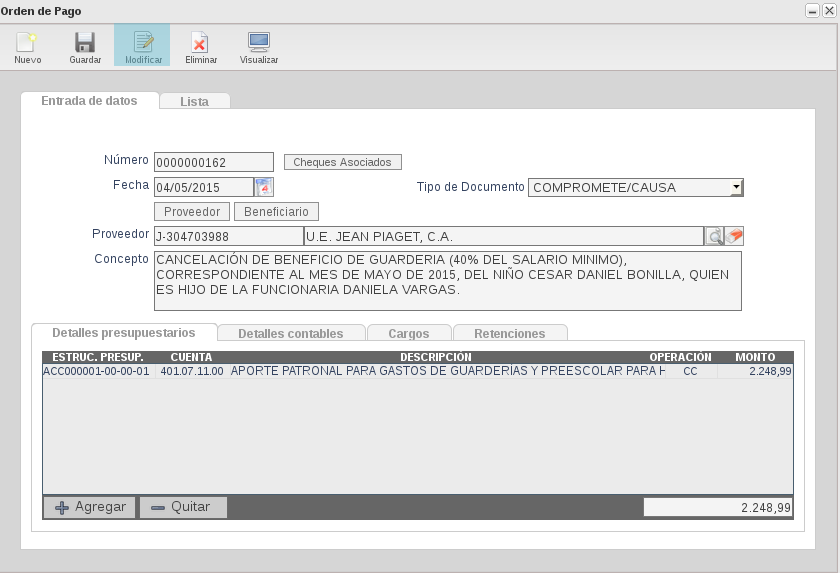 Orden de Pago
Nuevo Guardar Modificar Eliminar Visualizar
Entrada de datos Lista
Número 0000000162 Cheques Asociados
Fecha 04/05/2015 Tipo de Documento COMPROMETE/CAUSA
Proveedor Beneficiario
Proveedor J-304703988 U.E. JEAN PIAGET, C.A.
Concepto CANCELACIÓN DE BENEFICIO DE GUARDERIA (40% DEL SALARIO MINIMO),
CORRESPONDIENTE AL MES DE MAYO DE 2015, DEL NIÑO CESAR DANIEL BONILLA, QUIEN
ES HIJO DE LA FUNCIONARIA DANIELA VARGAS.
Detalles presupuestarios Detalles contables Cargos Retenciones
ESTRUC. PRESUP. CUENTA DESCRIPCIÓN OPERACIÓN MONTO
ACC000001-00-00-01 401.07.11.00 APORTE PATRONAL PARA GASTOS DE GUARDERÍAS Y PREESCOLAR PARA H CC 2.248,99
Agregar Quitar 2.248,99